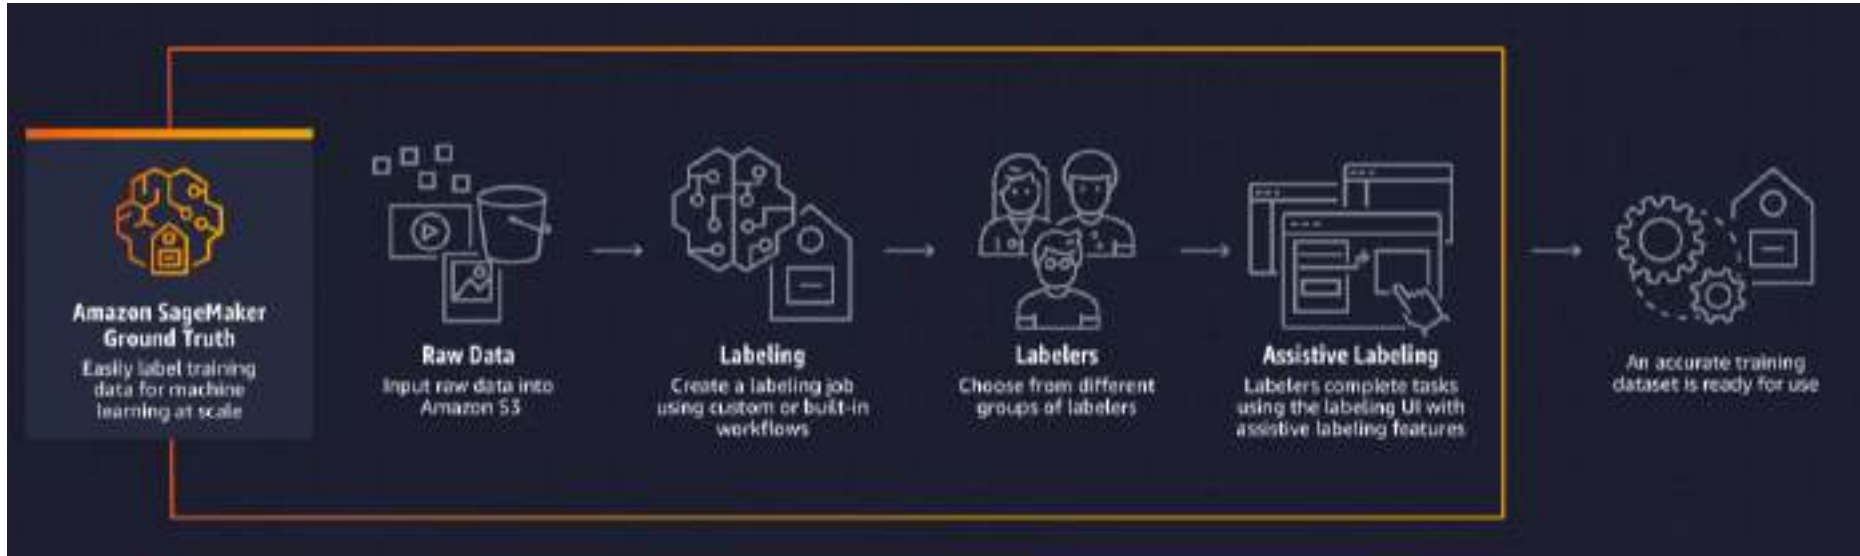 Amazon SageMaker
Ground Truth
Easily label training
data for machine
learning at scale
Raw Data
Input raw data into
Amazon S3
Labeling
Create a labeling job
using custom or built-in
workflows
Labelers
Choose from different
groups of labelers
Assistive Labeling
Labelers complete tasks
using the labeling UI with
assistive labeling features
An accurate training
dataset is ready for use